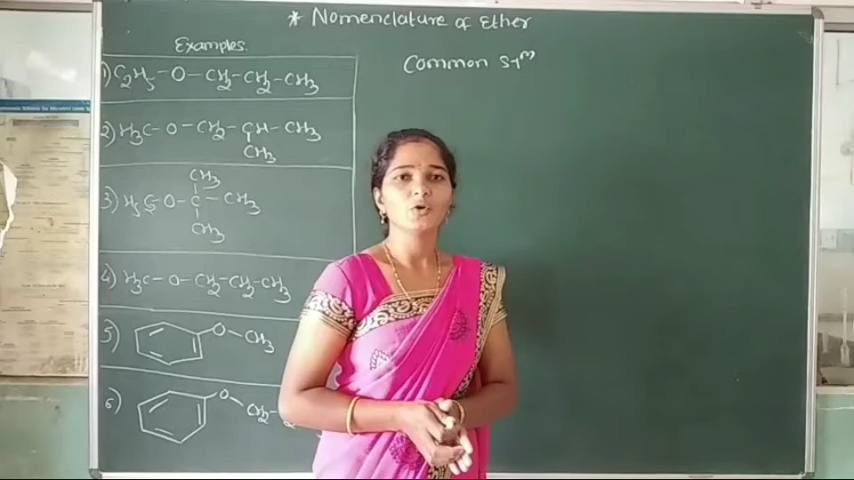 * Nomenclature of Ether
Examples.
Common sym
1) C2H5-O-CH2-CH2-CH3
2) H3C-O-CH2-CH-CH3
CH3
CH3
3) H3C-O-C-CH3
CH3
4) H3C-O-CH2-CH2-CH3
5) O-CH3
6) O-CH2-